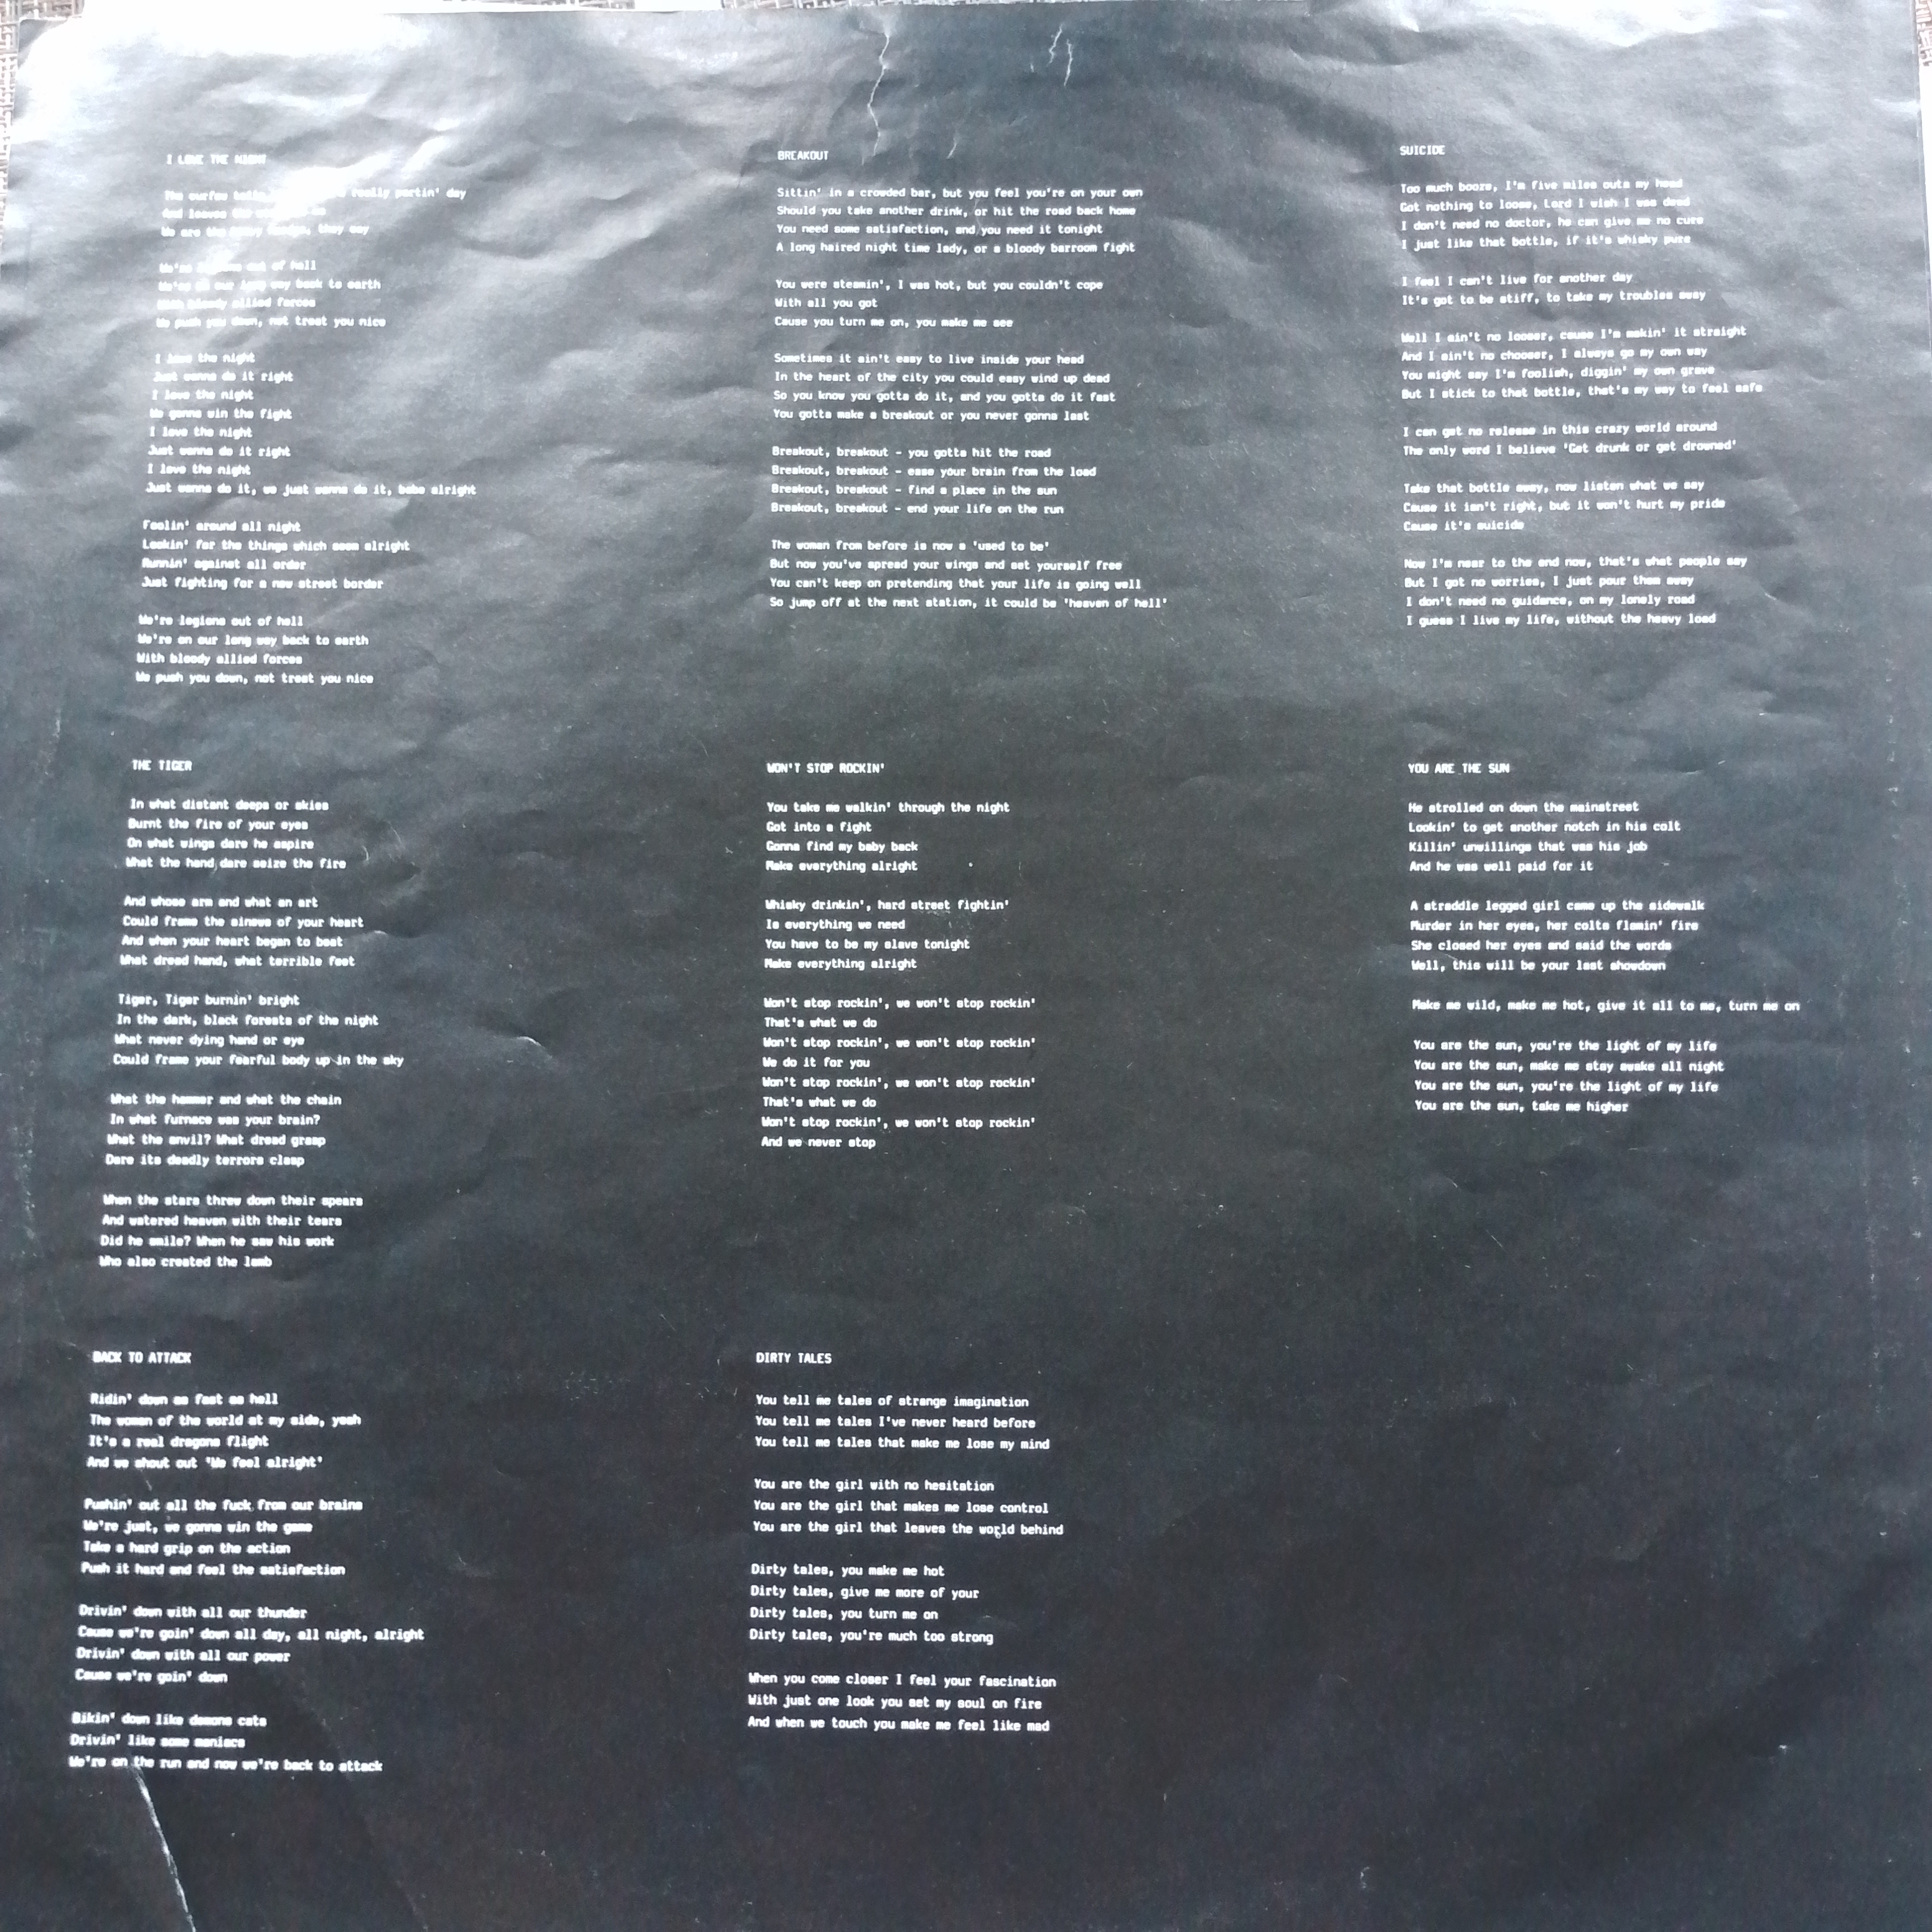 I LOVE THE NIGHT
The curfew really partin' day
And leaves the
We are the they say
We're out of hell
We're on our long way back to earth
With bloody allied forces
We push you down, not treat you nice
I love the night
Just wanna do it right
I love the night
We gonna win the fight
I love the night
Just wanna do it right
I love the night
Just wanna do it, we just wanna do it, babe alright
Foolin' around all night
Lookin' for the things which seem alright
Runnin' against all order
Just fighting for a new street border
We're legions out of hell
We're on our long way back to earth
With bloody allied forces
We push you down, not treat you nice
THE TIGER
In what distant deeps or skies
Burnt the fire of your eyes
On what wings dare he aspire
What the hand dare seize the fire
And whose arm and what an art
Could frame the sinews of your heart
And when your heart began to beat
What dread hand, what terrible feet
Tiger, Tiger burnin' bright
In the dark, black forests of the night
What never dying hand or eye
Could frame your fearful body up in the sky
What the hammer and what the chain
In what furnace was your brain?
What the anvil? What dread grasp
Dare its deadly terrors clasp
When the stars threw down their spears
And watered heaven with their tears
Did he smile? When he saw his work
Who also created the lamb
BACK TO ATTACK
Ridin' down as fast as hell
The woman of the world at my side, yeah
It's a real dragons flight
And we shout out 'We feel alright'
Pushin' out all the fuck from our brains
We're just, we gonna win the game
Take a hard grip on the action
Push it hard and feel the satisfaction
Drivin' down with all our thunder
Cause we're goin' down all day, all night, alright
Drivin' down with all our power
Cause we're goin' down
Bikin' down like demons cats
Drivin' like some maniacs
We're on the run and now we're back to attack
BREAKOUT
Sittin' in a crowded bar, but you feel you're on your own
Should you take another drink, or hit the road back home
You need some satisfaction, and you need it tonight
A long haired night time lady, or a bloody barroom fight
You were steamin', I was hot, but you couldn't cope
With all you got
Cause you turn me on, you make me see
Sometimes it ain't easy to live inside your head
In the heart of the city you could easy wind up dead
So you know you gotta do it, and you gotta do it fast
You gotta make a breakout or you never gonna last
Breakout, breakout - you gotta hit the road
Breakout, breakout - ease your brain from the load
Breakout, breakout - find a place in the sun
Breakout, breakout - end your life on the run
The woman from before is now a 'used to be'
But now you've spread your wings and set yourself free
You can't keep on pretending that your life is going well
So jump off at the next station, it could be 'heaven of hell'
WON'T STOP ROCKIN'
You take me walkin' through the night
Got into a fight
Gonna find my baby back
Make everything alright
Whisky drinkin', hard street fightin'
Is everything we need
You have to be my slave tonight
Make everything alright
Won't stop rockin', we won't stop rockin'
That's what we do
Won't stop rockin', we won't stop rockin'
We do it for you
Won't stop rockin', we won't stop rockin'
That's what we do
Won't stop rockin', we won't stop rockin'
And we never stop
DIRTY TALES
You tell me tales of strange imagination
You tell me tales I've never heard before
You tell me tales that make me lose my mind
You are the girl with no hesitation
You are the girl that makes me lose control
You are the girl that leaves the world behind
Dirty tales, you make me hot
Dirty tales, give me more of your
Dirty tales, you turn me on
Dirty tales, you're much too strong
When you come closer I feel your fascination
With just one look you set my soul on fire
And when we touch you make me feel like mad
SUICIDE
Too much booze, I'm five miles outa my head
Got nothing to loose, Lord I wish I was dead
I don't need no doctor, he can give me no cure
I just like that bottle, if it's whisky pure
I feel I can't live for another day
It's got to be stiff, to take my troubles away
Well I ain't no looser, cause I'm makin' it straight
And I ain't no chooser, I always go my own way
You might say I'm foolish, diggin' my own grave
But I stick to that bottle, that's my way to feel safe
I can get no release in this crazy world around
The only word I believe 'Get drunk or get drowned'
Take that bottle away, now listen what we say
Cause it isn't right, but it won't hurt my pride
Cause it's suicide
Now I'm near to the end now, that's what people say
But I got no worries, I just pour them away
I don't need no guidance, on my lonely road
I guess I live my life, without the heavy load
YOU ARE THE SUN
He strolled on down the mainstreet
Lookin' to get another notch in his colt
Killin' unwillings that was his job
And he was well paid for it
A straddle legged girl came up the sidewalk
Murder in her eyes, her colts flamin' fire
She closed her eyes and said the words
Well, this will be your last showdown
Make me wild, make me hot, give it all to me, turn me on
You are the sun, you're the light of my life
You are the sun, make me stay awake all night
You are the sun, you're the light of my life
You are the sun, take me higher